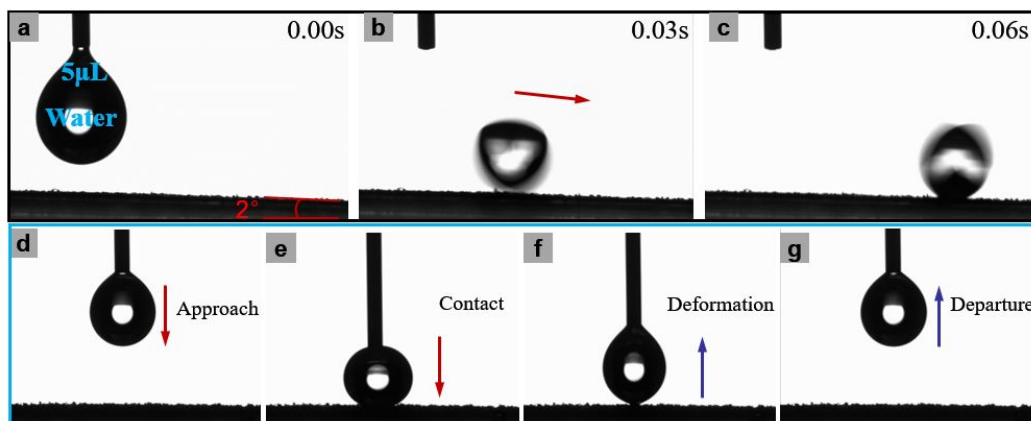 a
0.00s
5μL
Water
2°
b
0.03s
c
0.06s
d
Approach
e
Contact
f
Deformation
g
Departure